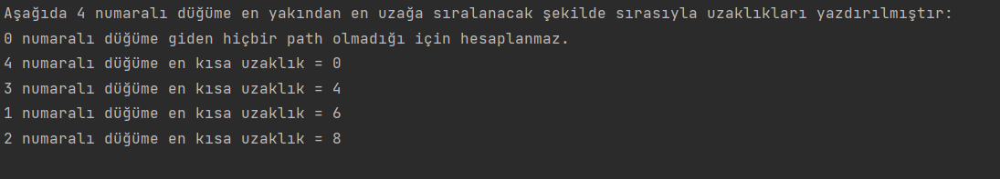 Aşağıda 4 numaralı düğüme en yakından en uzağa sıralanacak şekilde sırasıyla uzaklıkları yazdırılmıştır:
0 numaralı düğüme giden hiçbir path olmadığı için hesaplanmaz.
4 numaralı düğüme en kısa uzaklık = 0
3 numaralı düğüme en kısa uzaklık = 4
1 numaralı düğüme en kısa uzaklık = 6
2 numaralı düğüme en kısa uzaklık = 8